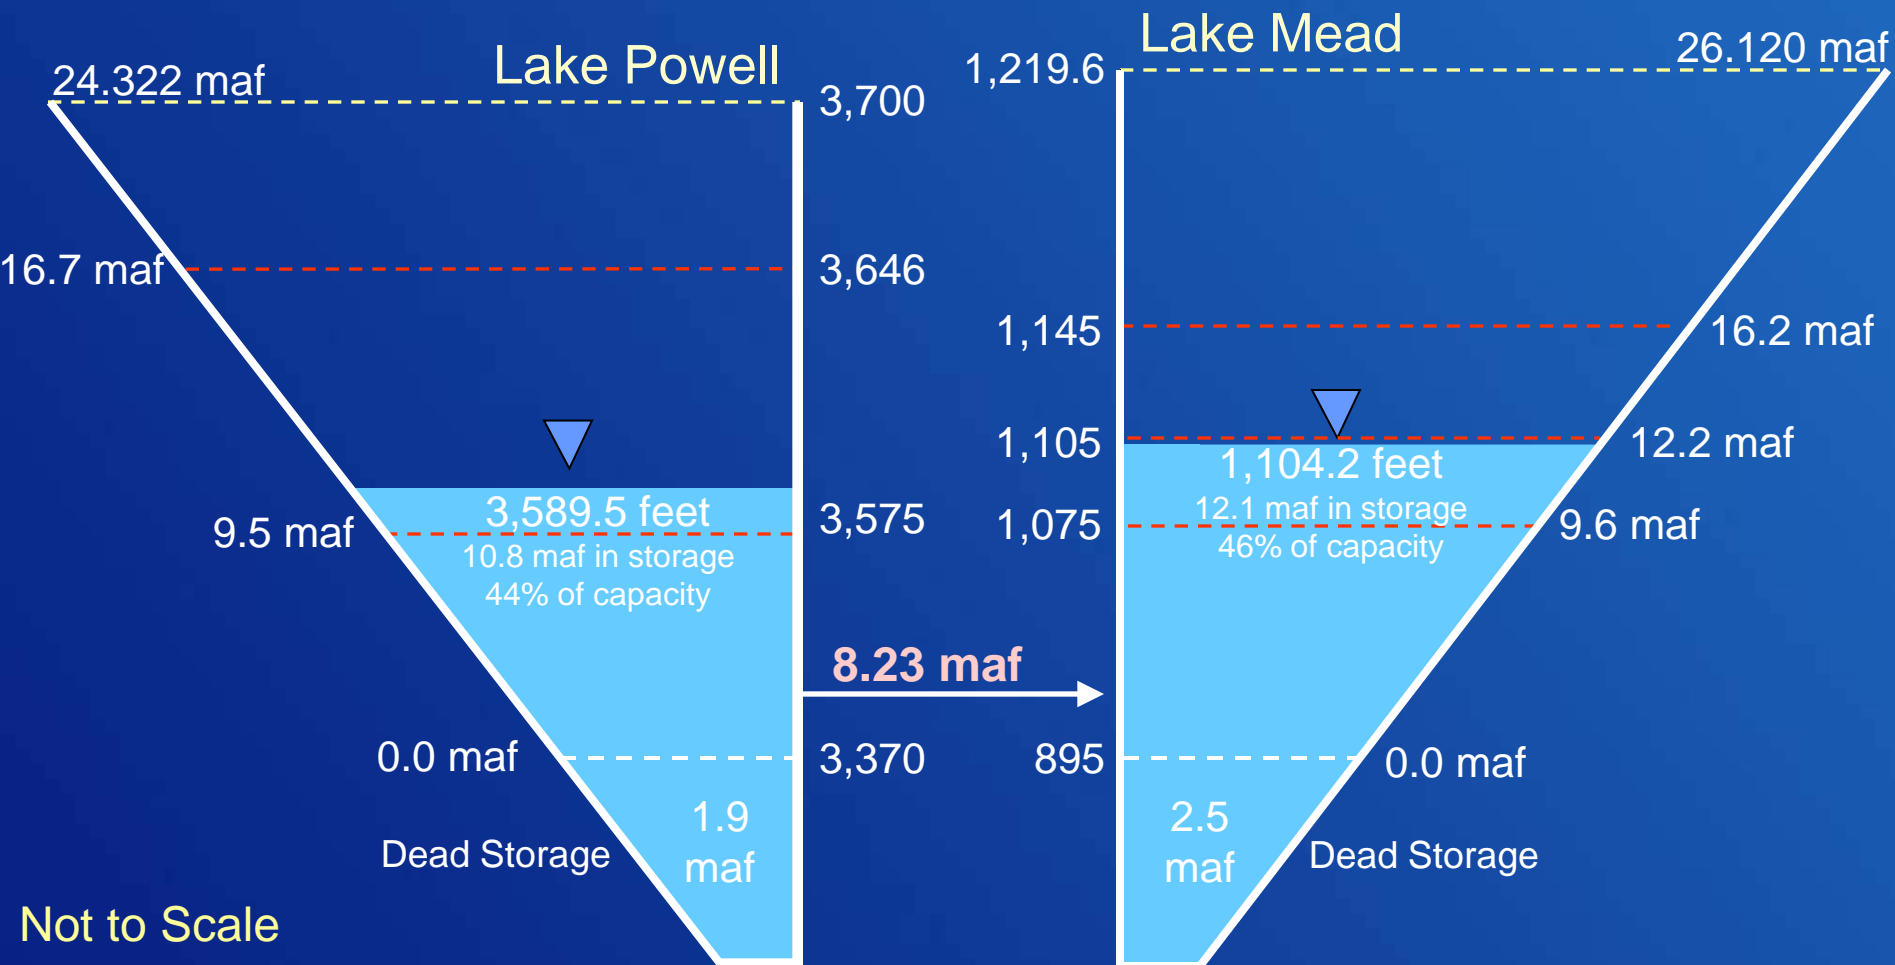 Lake Powell
24.322 maf
3,700
16.7 maf
3,646
3,589.5 feet
9.5 maf
3,575
10.8 maf in storage
44% of capacity
8.23 maf
0.0 maf
3,370
1.9
maf
Dead Storage
Not to Scale
Lake Mead
1,219.6
26.120 maf
1,145
16.2 maf
1,105
12.2 maf
1,104.2 feet
12.1 maf in storage
1,075
9.6 maf
46% of capacity
895
0.0 maf
2.5
maf
Dead Storage